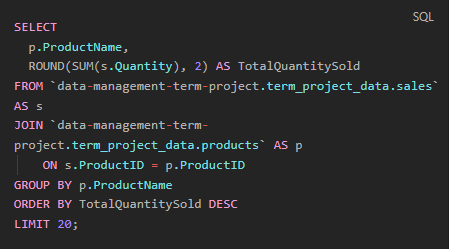 SQL
SELECT
p.ProductName,
ROUND(SUM(s.Quantity), 2) AS TotalQuantitySold
FROM `data-management-term-project.term_project_data.sales`
AS s
JOIN `data-management-term-
project.term_project_data.products` AS p
ON s.ProductID = p.ProductID
GROUP BY p.ProductName
ORDER BY TotalQuantitySold DESC
LIMIT 20;